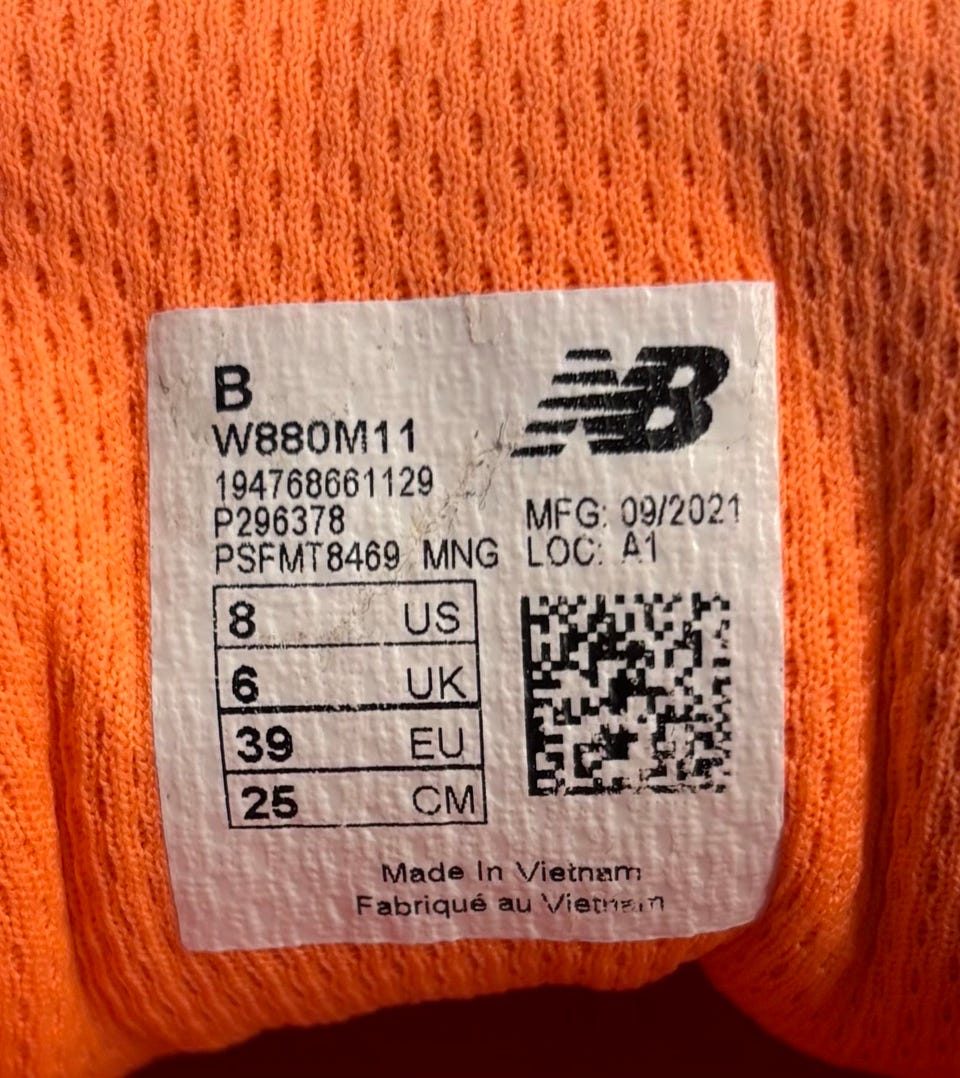 B
NB
W880M11
194768661129
P296378
PSFMT8469 MNG
MFG: 09/2021
LOC: A1
8 US
6 UK
39 EU
25 CM
Made In Vietnam
Fabriqué au Vietnam